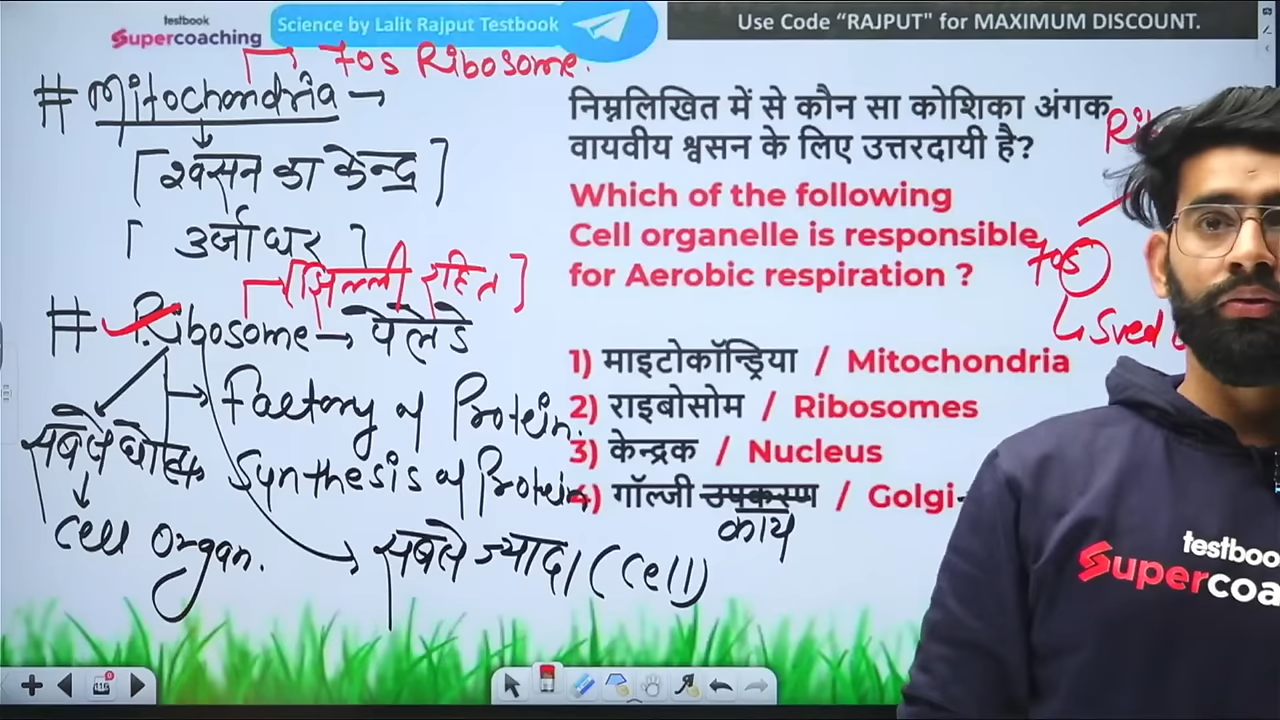 testbook
Supercoaching
Science by Lalit Rajput Testbook
Use Code “RAJPUT" for MAXIMUM DISCOUNT.
70s Ribosome.
# Mitochondria →
[श्वसन का केन्द्र]
[ऊर्जा घर]
[झिल्ली रहित]
# Ribosome → पैलेडे
→ Factory of Protein.
सबसे छोटा
Synthesis of Protein
Cell Organ.
→ सबसे ज्यादा (Cell)
निम्नलिखित में से कौन सा कोशिका अंगक
वायवीय श्वसन के लिए उत्तरदायी है?
Which of the following
Cell organelle is responsible
for Aerobic respiration ?
70s
1) माइटोकॉन्ड्रिया / Mitochondria
2) राइबोसोम / Ribosomes
3) केन्द्रक / Nucleus
4) गॉल्जी उपकरण / Golgi-
काय
116
testboo
Supercoa